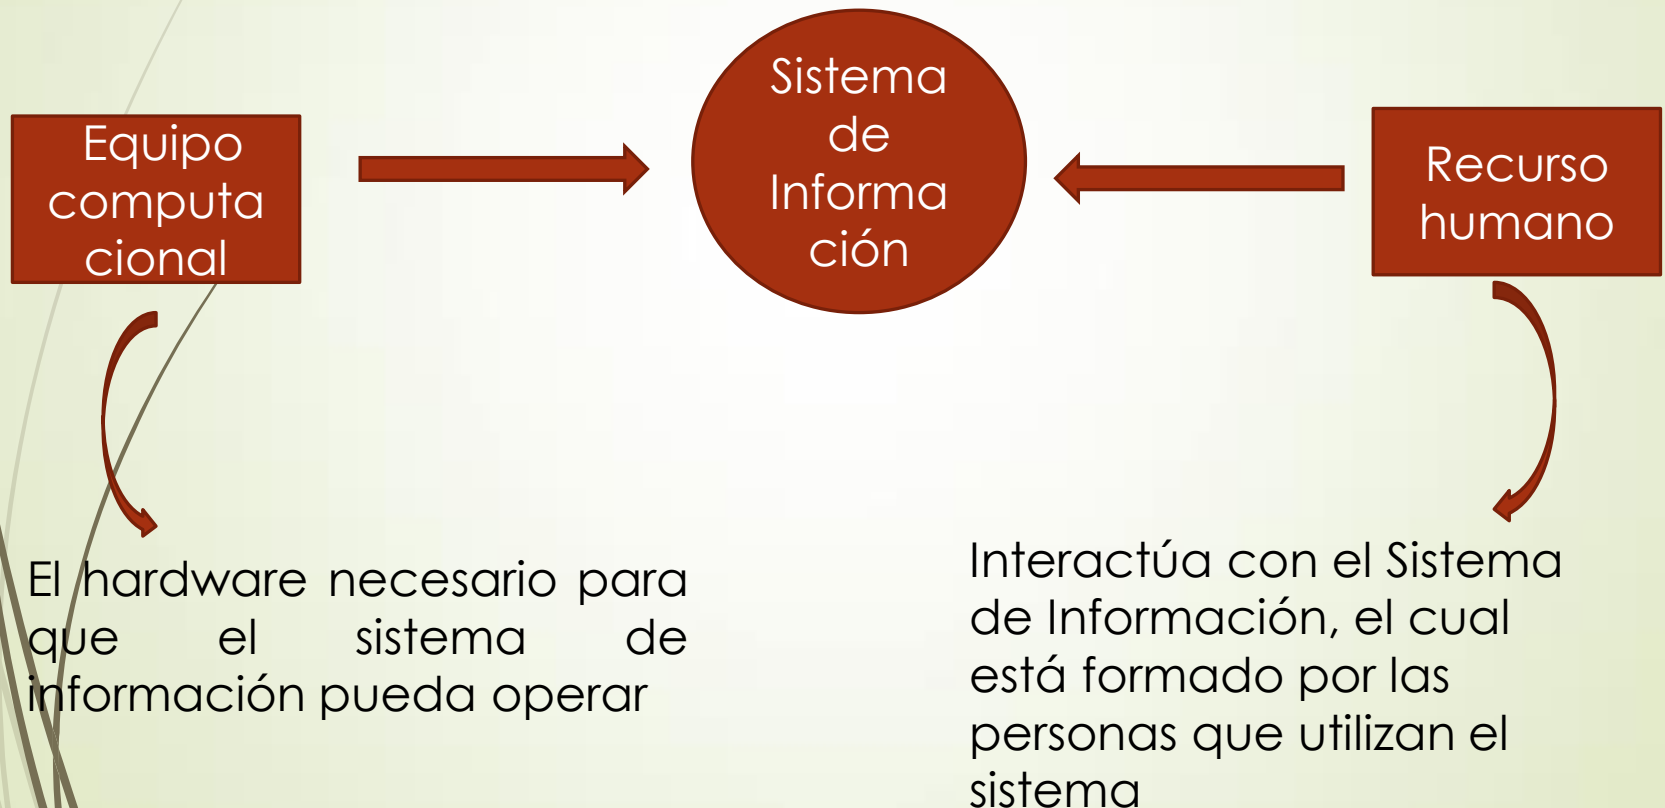 Equipo
computa
cional
Sistema
de
Informa
ción
Recurso
humano
El hardware necesario para
que el sistema de
información pueda operar
Interactúa con el Sistema
de Información, el cual
está formado por las
personas que utilizan el
sistema